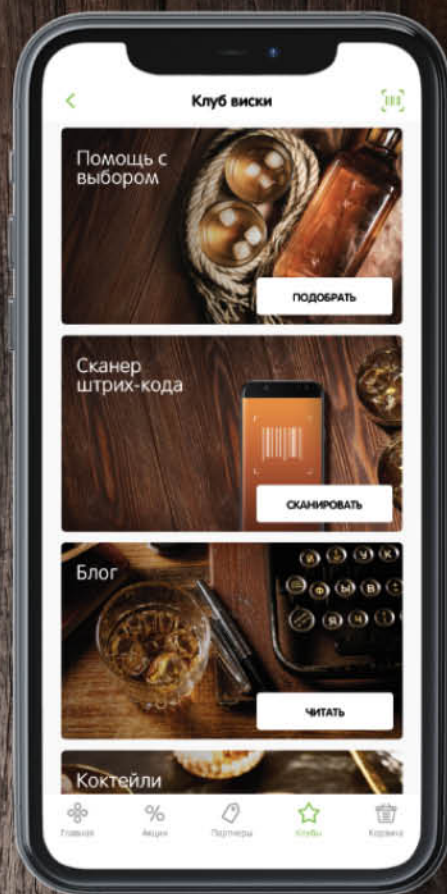 Клуб виски
Помощь с
выбором
ПОДОБРАТЬ
Сканер
штрих-кода
СКАНИРОВАТЬ
Блог
Й
У
К
Ф
Ы
В
Я
Ч
ЧИТАТЬ
Коктейли
Главная
%
Акции
Партнеры
Клубы
Корзина